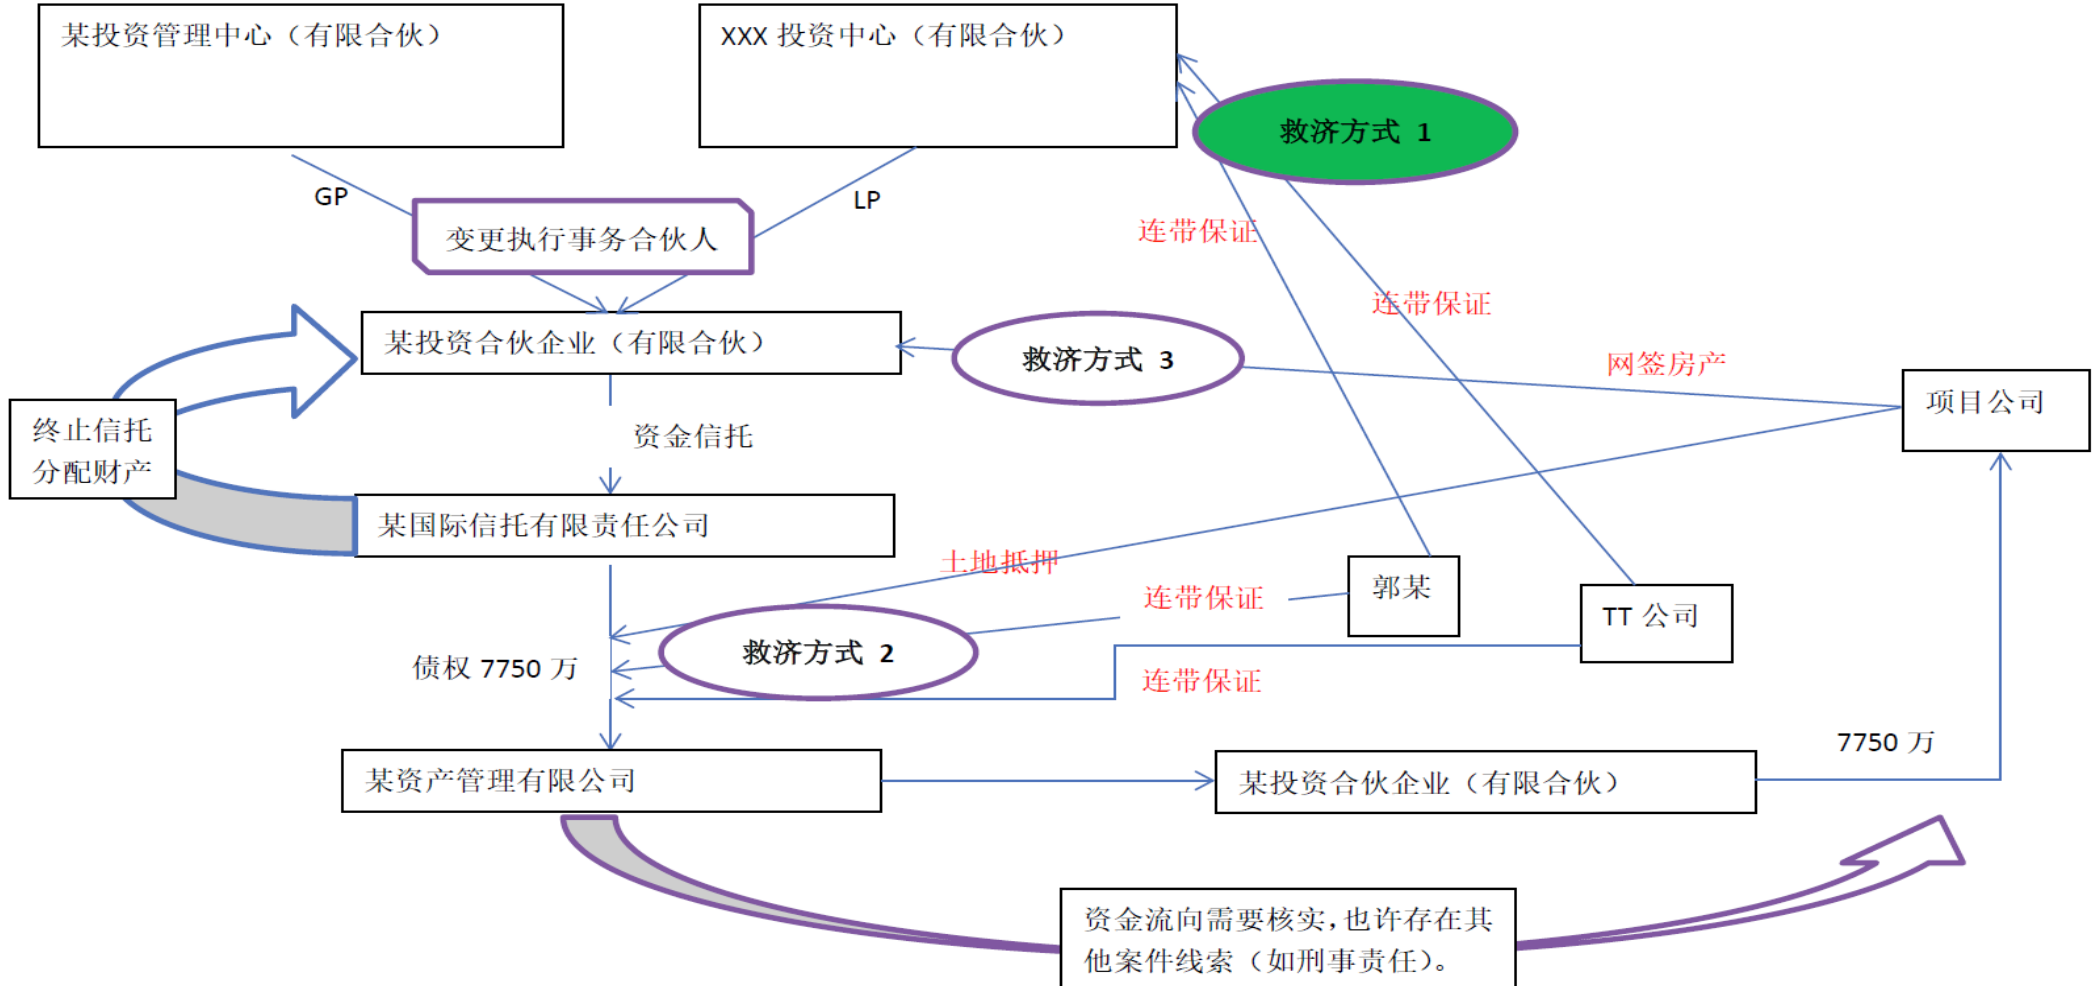 某投资管理中心（有限合伙）
XXX 投资中心（有限合伙）
救济方式 1
GP
LP
变更执行事务合伙人
连带保证
连带保证
某投资合伙企业（有限合伙）
救济方式 3
网签房产
项目公司
终止信托
分配财产
资金信托
某国际信托有限责任公司
土地抵押
连带保证
郭某
TT 公司
救济方式 2
债权 7750 万
连带保证
7750 万
某资产管理有限公司
某投资合伙企业（有限合伙）
资金流向需要核实，也许存在其
他案件线索（如刑事责任）。